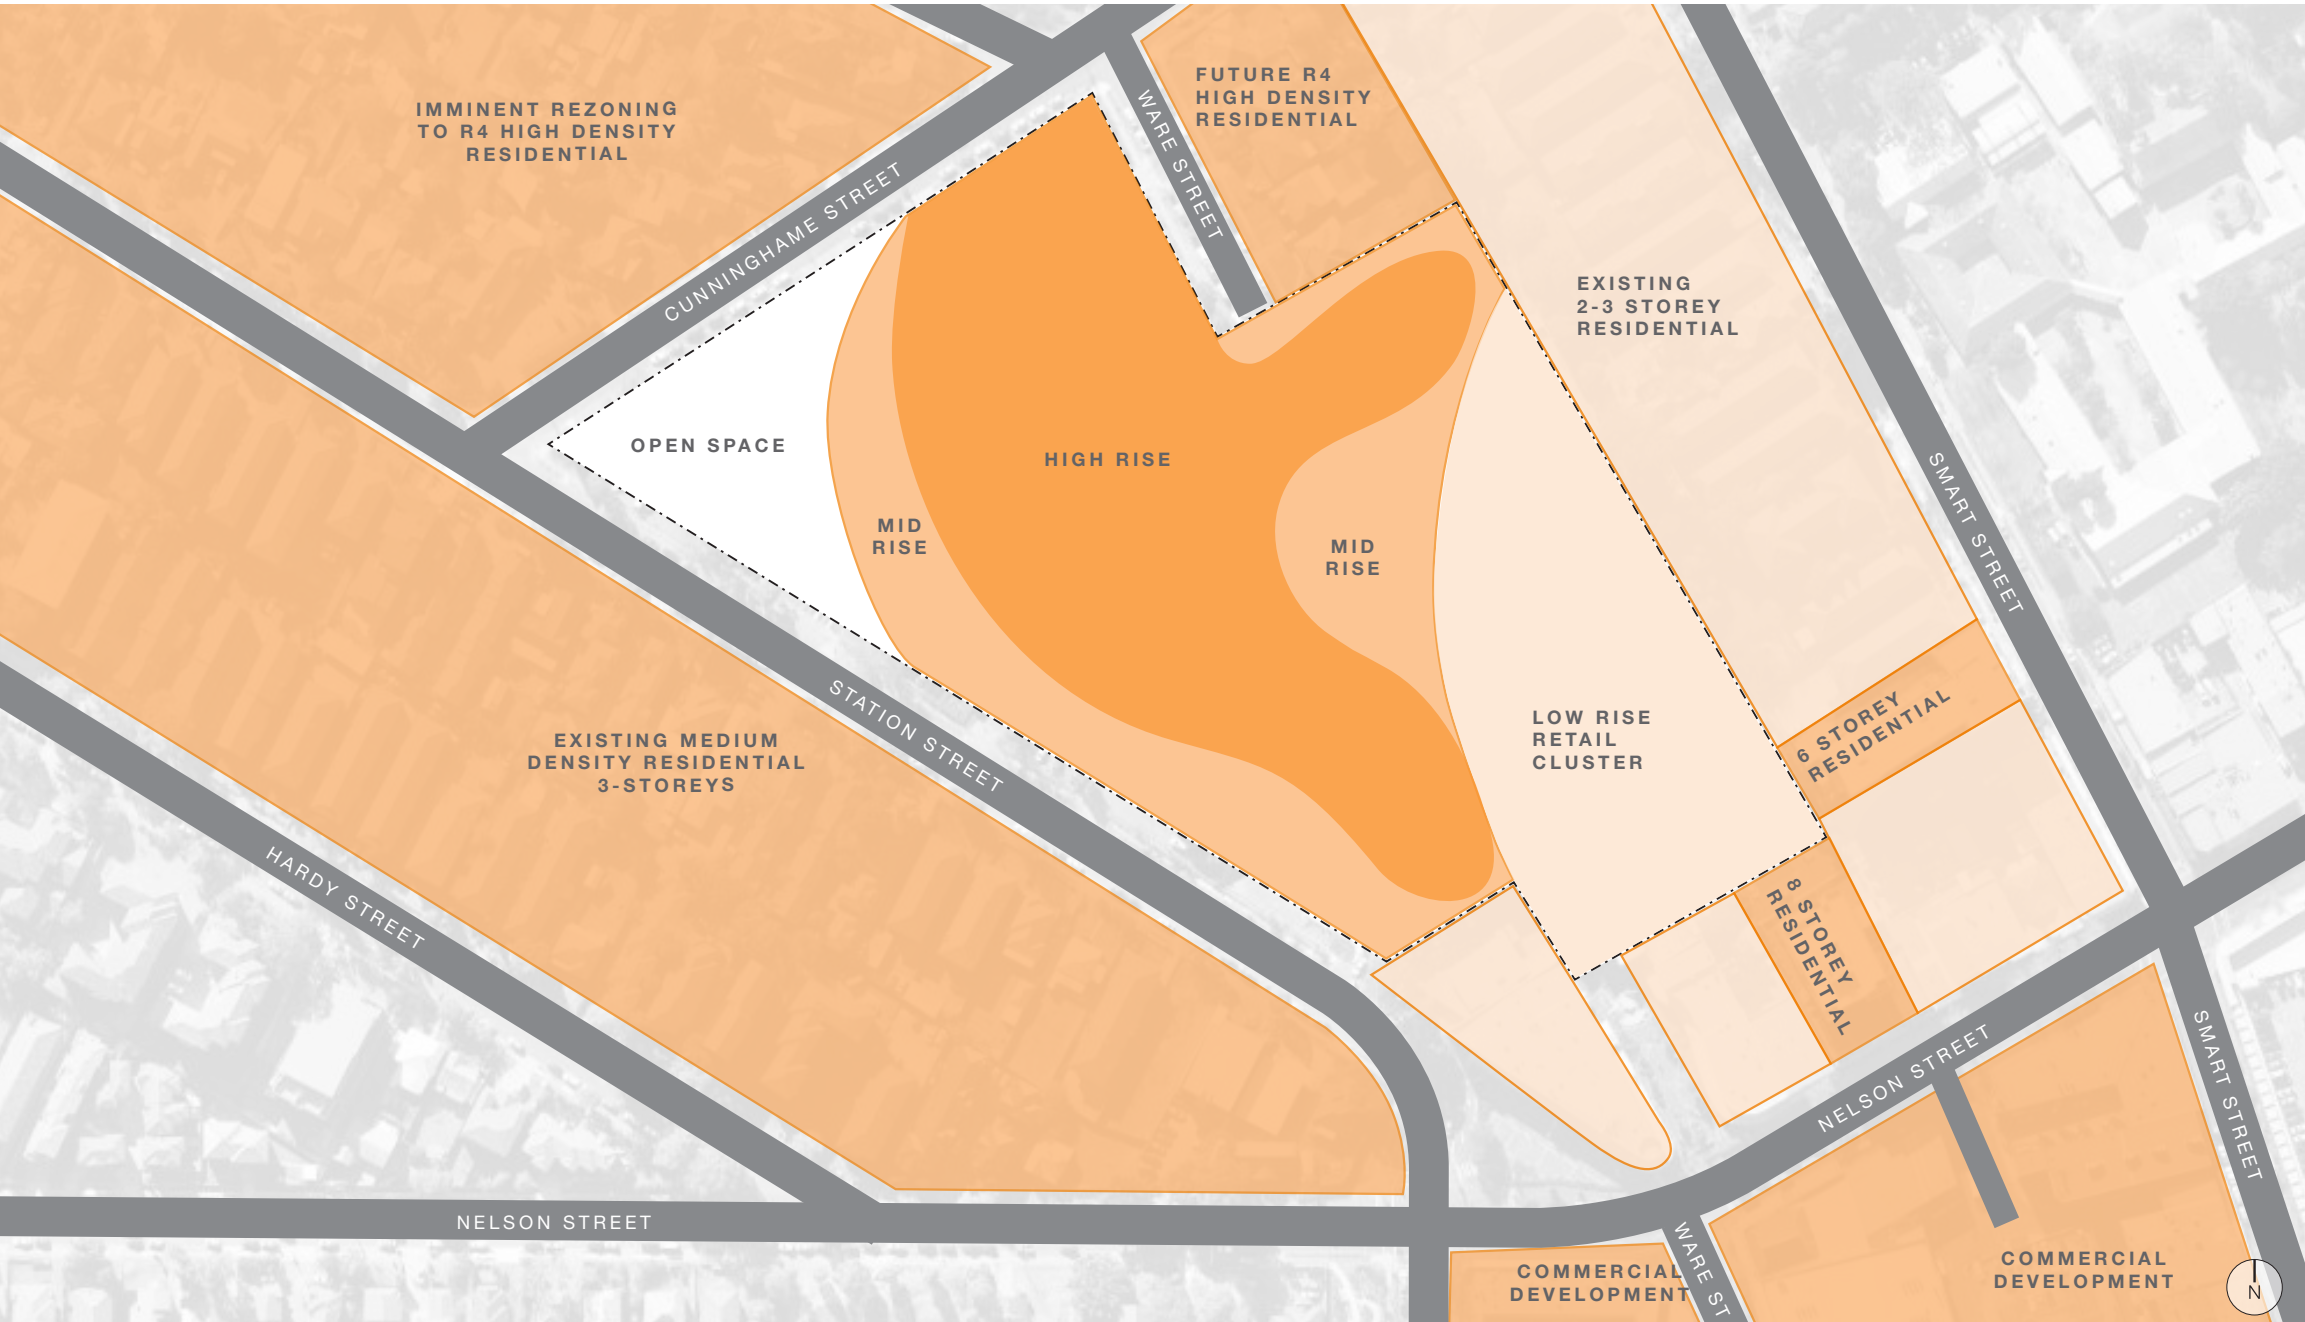 IMMINENT REZONING
TO R4 HIGH DENSITY
RESIDENTIAL
FUTURE R4
HIGH DENSITY
RESIDENTIAL
WARE STREET
CUNNINGHAME STREET
EXISTING
2-3 STOREY
RESIDENTIAL
OPEN SPACE
HIGH RISE
MID
RISE
MID
RISE
SMART STREET
STATION STREET
EXISTING MEDIUM
DENSITY RESIDENTIAL
3-STOREYS
LOW RISE
RETAIL
CLUSTER
6 STOREY
RESIDENTIAL
8 STOREY
RESIDENTIAL
HARDY STREET
NELSON STREET
SMART STREET
NELSON STREET
WARE ST
COMMERCIAL
DEVELOPMENT
COMMERCIAL
DEVELOPMENT
N